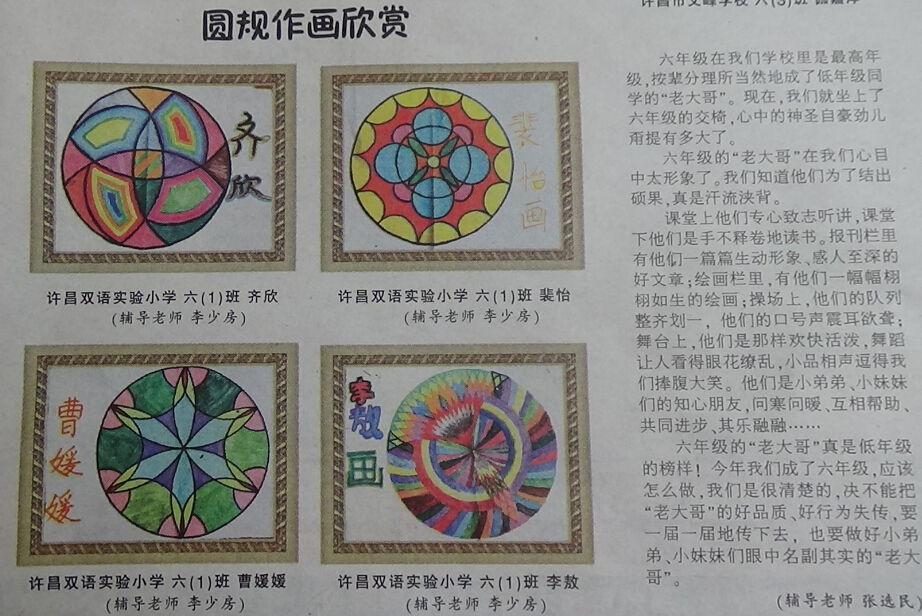 圆规作画欣赏
齐欣
裴怡画
许昌双语实验小学 六(1)班 齐欣
(辅导老师 李少房)
许昌双语实验小学 六(1)班 裴怡
(辅导老师 李少房)
曹媛媛
李敖画
许昌双语实验小学 六(1)班 曹媛媛
(辅导老师 李少房)
许昌双语实验小学 六(1)班 李敖
(辅导老师 李少房)
六年级在我们学校里是最高年
级,按辈分理所当然地成了低年级同
学的“老大哥”。现在,我们就坐上了
六年级的交椅,心中的神圣自豪劲儿
甭提有多大了。
六年级的“老大哥”在我们心目
中太形象了。我们知道他们为了结出
硕果,真是汗流浃背。
课堂上他们专心致志听讲,课堂
下他们是手不释卷地读书。报刊栏里
有他们一篇篇生动形象、感人至深的
好文章;绘画栏里,有他们一幅幅栩
栩如生的绘画;操场上,他们的队列
整齐划一，他们的口号声震耳欲聋;
舞台上,他们是那样欢快活泼,舞蹈
让人看得眼花缭乱,小品相声逗得我
们捧腹大笑。他们是小弟弟、小妹妹
们的知心朋友,问寒问暖、互相帮助、
共同进步、其乐融融……
六年级的“老大哥”真是低年级
的榜样！今年我们成了六年级,应该
怎么做,我们是很清楚的,决不能把
“老大哥”的好品质、好行为失传,要
一届一届地传下去，也要做好小弟
弟、小妹妹们眼中名副其实的“老大
哥”。
(辅导老师 张选民